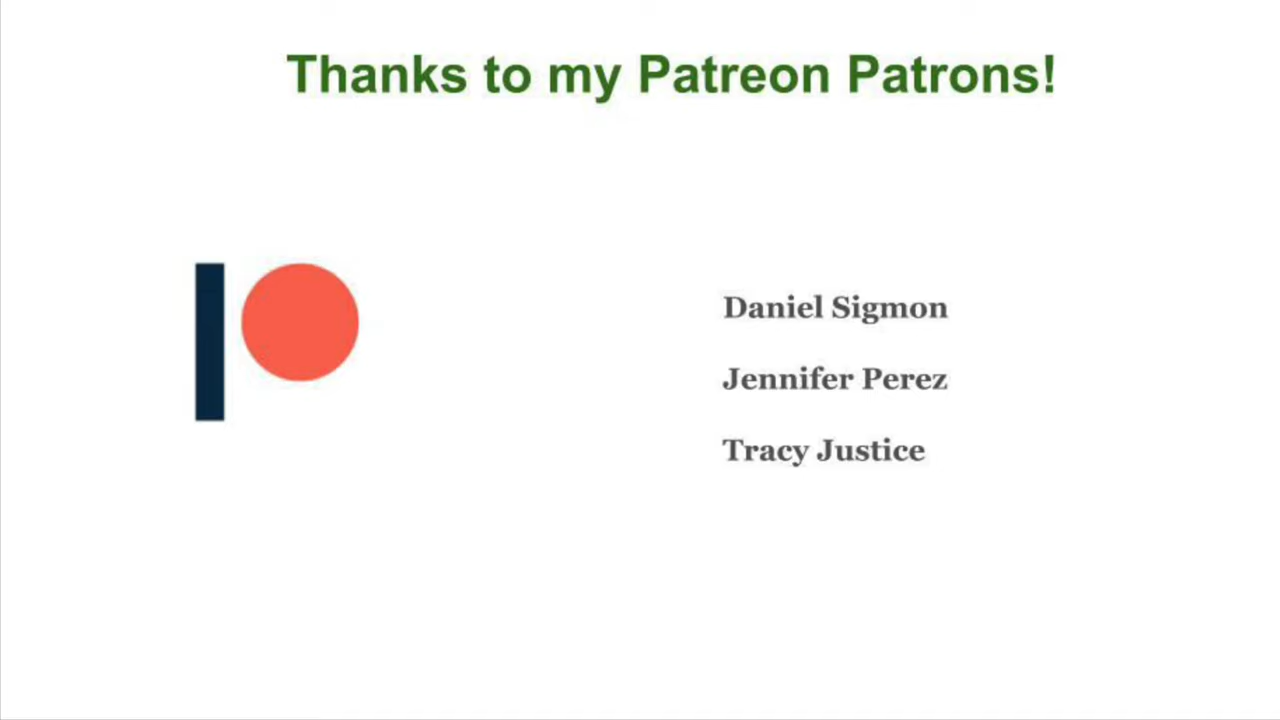 Thanks to my Patreon Patrons!
Daniel Sigmon
Jennifer Perez
Tracy Justice